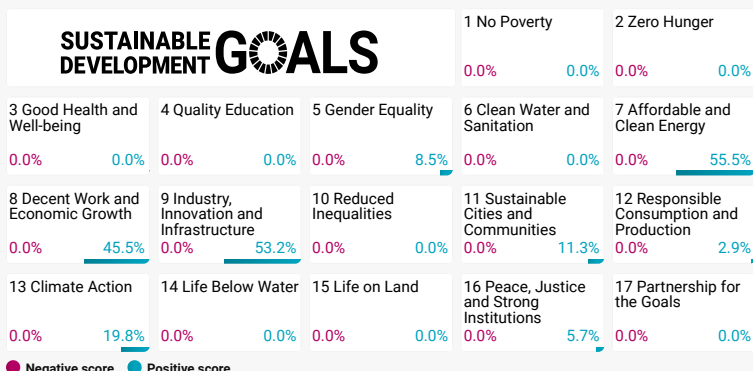 SUSTAINABLE
DEVELOPMENT
GOALS
1 No Poverty
0.0% 0.0%
2 Zero Hunger
0.0% 0.0%
3 Good Health and
Well-being
0.0% 0.0%
4 Quality Education
0.0% 0.0%
5 Gender Equality
0.0% 8.5%
6 Clean Water and
Sanitation
0.0% 0.0%
7 Affordable and
Clean Energy
0.0% 55.5%
8 Decent Work and
Economic Growth
0.0% 45.5%
9 Industry,
Innovation and
Infrastructure
0.0% 53.2%
10 Reduced
Inequalities
0.0% 0.0%
11 Sustainable
Cities and
Communities
0.0% 11.3%
12 Responsible
Consumption and
Production
0.0% 2.9%
13 Climate Action
0.0% 19.8%
14 Life Below Water
0.0% 0.0%
15 Life on Land
0.0% 0.0%
16 Peace, Justice
and Strong
Institutions
0.0% 5.7%
17 Partnership for
the Goals
0.0% 0.0%
Negative score Positive score